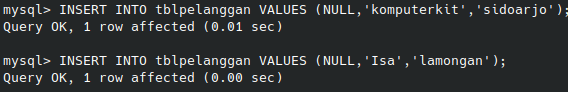 mysql> INSERT INTO tblpelanggan VALUES (NULL,'komputerkit','sidoarjo');
Query OK, 1 row affected (0.01 sec)
mysql> INSERT INTO tblpelanggan VALUES (NULL,'Isa','lamongan');
Query OK, 1 row affected (0.00 sec)